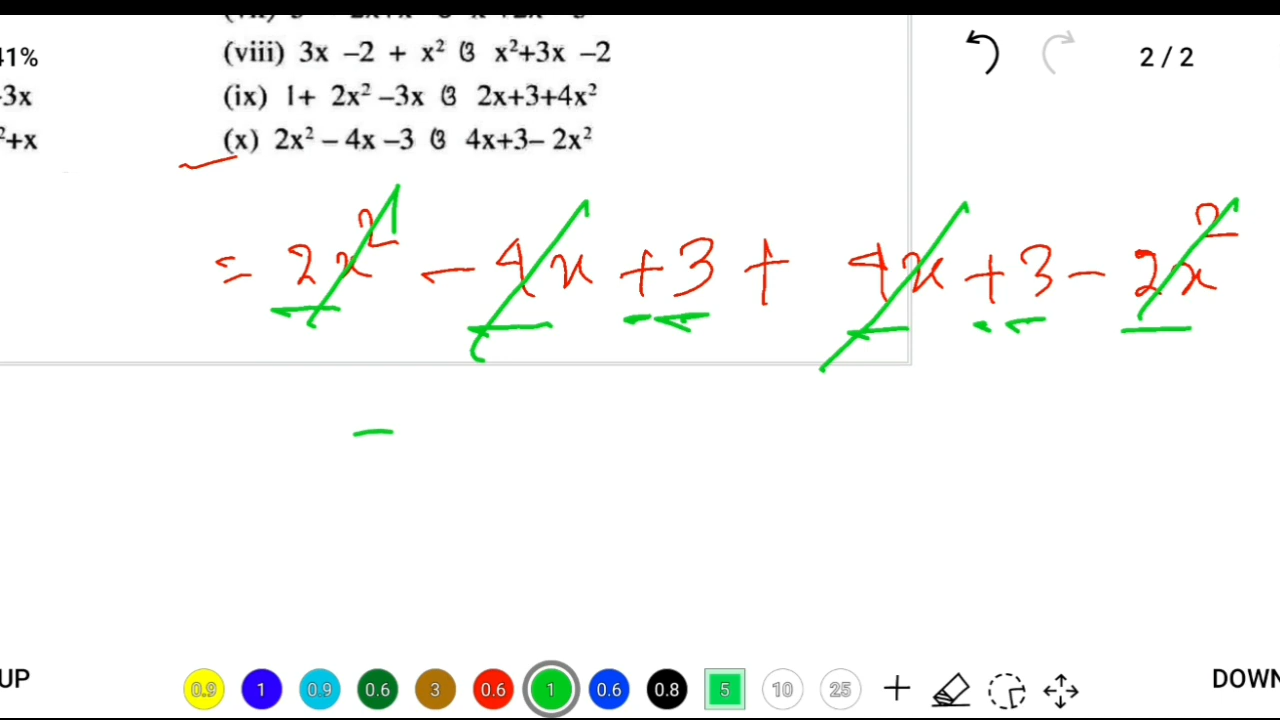 41%
2 / 2
(viii) 3x –2 + x² ও x²+3x –2
3x (ix) 1+ 2x² –3x ও 2x+3+4x²
²+x (x) 2x² – 4x –3 ও 4x+3– 2x²
= 2x² – 4x +3 + 4x +3 – 2x²
UP 0.9 1 0.9 0.6 3 0.6 1 0.6 0.8 5 10 25 DOWN